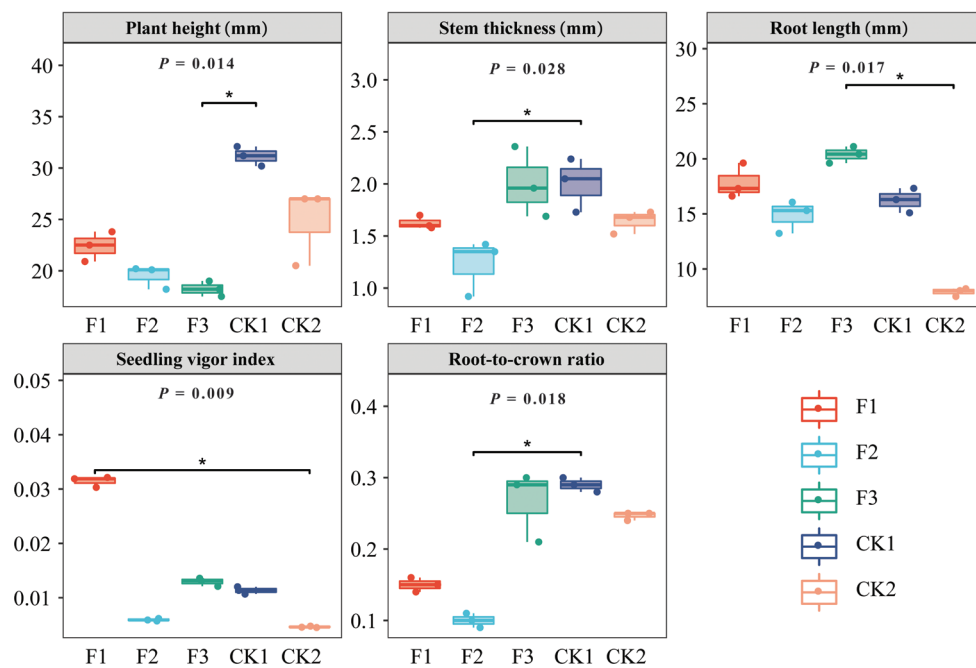 Plant height (mm)
P = 0.014
*
40
35
30
25
20
F1 F2 F3 CK1 CK2
Stem thickness (mm)
P = 0.028
*
3.0
2.5
2.0
1.5
1.0
F1 F2 F3 CK1 CK2
Root length (mm)
P = 0.017
*
30
25
20
15
10
F1 F2 F3 CK1 CK2
Seedling vigor index
P = 0.009
*
0.05
0.04
0.03
0.02
0.01
F1 F2 F3 CK1 CK2
Root-to-crown ratio
P = 0.018
*
0.4
0.3
0.2
0.1
F1 F2 F3 CK1 CK2
F1
F2
F3
CK1
CK2